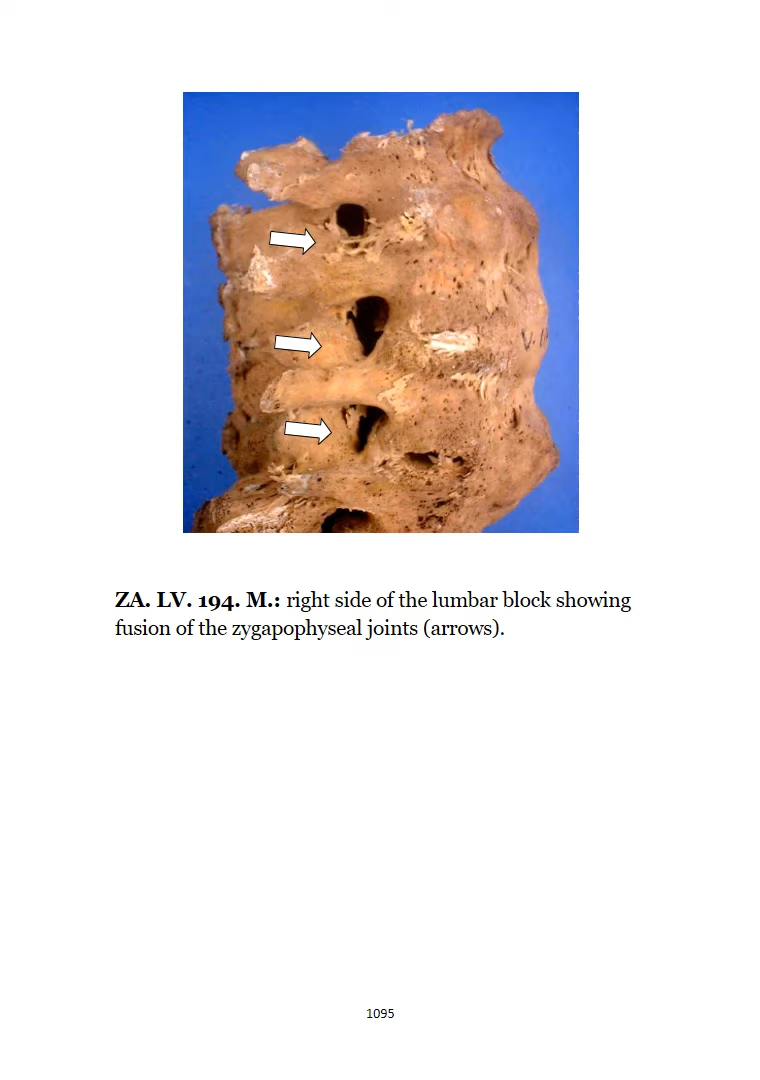 V.
ZA. LV. 194. M.: right side of the lumbar block showing
fusion of the zygapophyseal joints (arrows).
1095